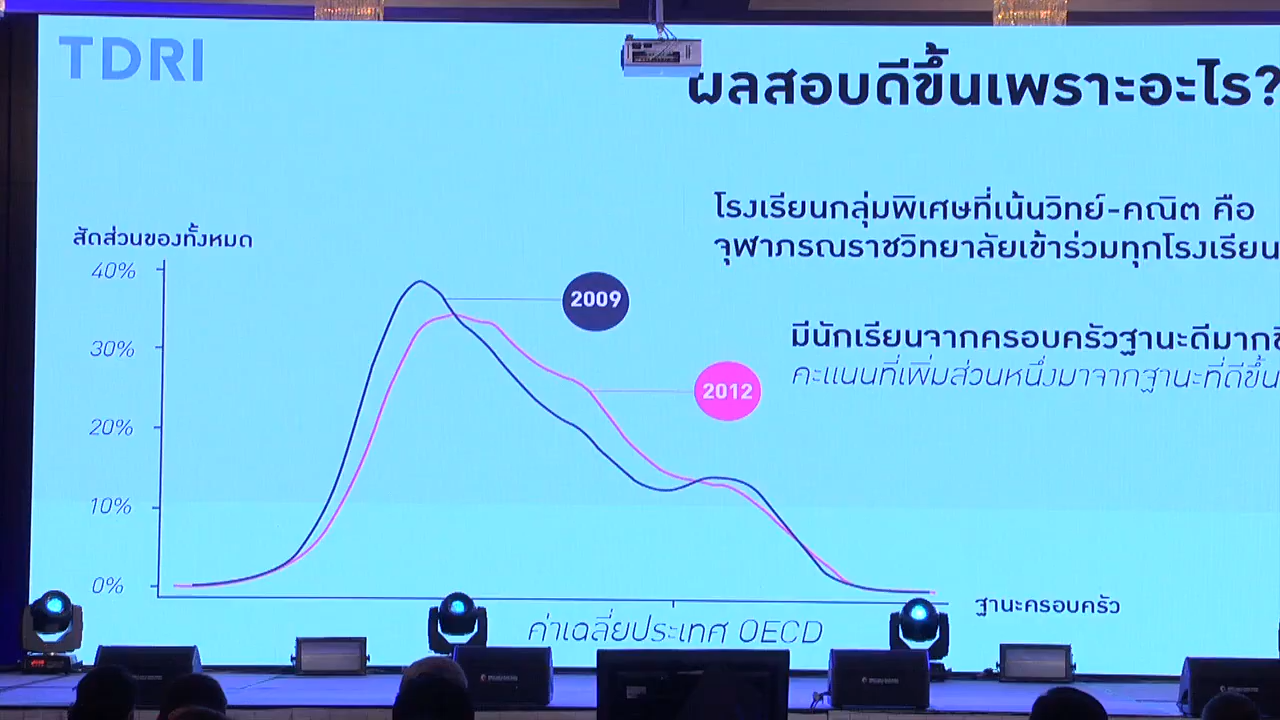 TDRI
ผลสอบดีขึ้นเพราะอะไร?
โรงเรียนกลุ่มพิเศษที่เน้นวิทย์-คณิต คือ
จุฬาภรณราชวิทยาลัยเข้าร่วมทุกโรงเรียน
สัดส่วนของทั้งหมด
40%
2009
มีนักเรียนจากครอบครัวฐานะดีมาก
30%
คะแนนที่เพิ่มส่วนหนึ่งมาจากฐานะที่ดีขึ้น
2012
20%
10%
0%
ฐานะครอบครัว
ค่าเฉลี่ยประเทศ OECD